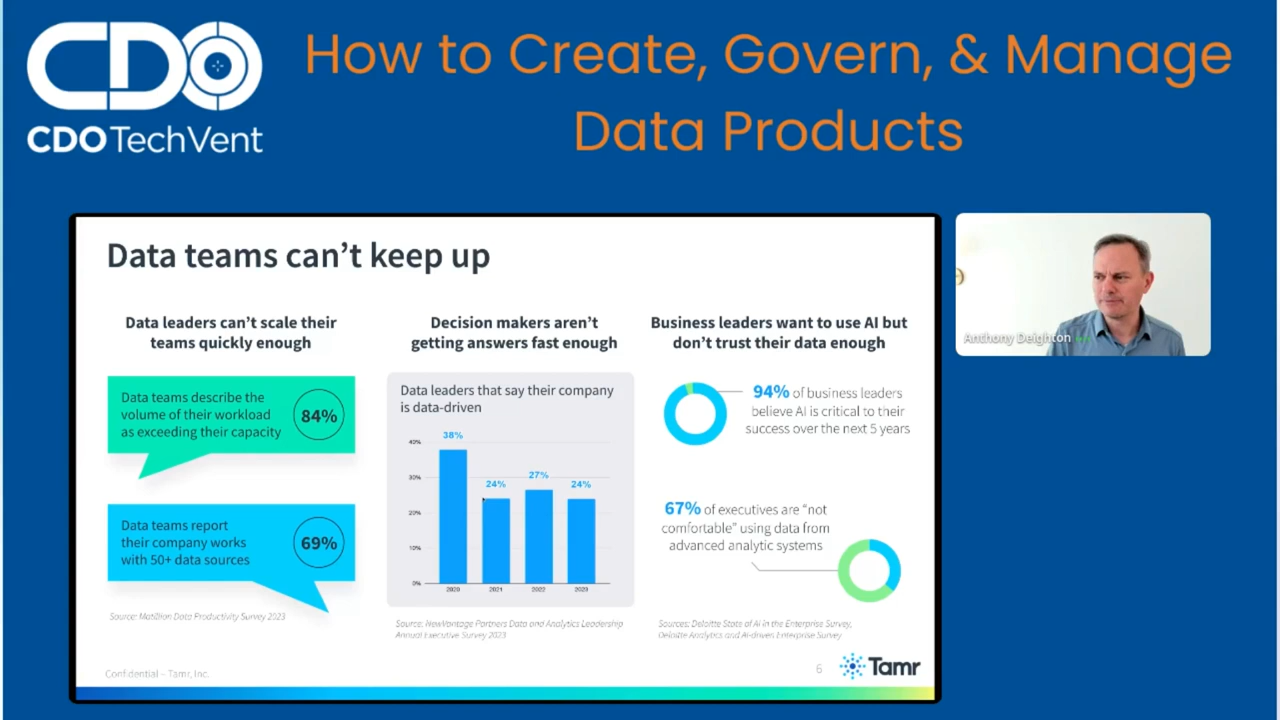 CDO
CDO TechVent
How to Create, Govern, & Manage
Data Products
Data teams can’t keep up
Data leaders can’t scale their
teams quickly enough
Data teams describe the
volume of their workload
as exceeding their capacity
84%
Data teams report
their company works
with 50+ data sources
69%
Source: Matillion Data Productivity Survey 2023
Decision makers aren’t
getting answers fast enough
Data leaders that say their company
is data-driven
40%
30%
20%
10%
0%
38%
24%
27%
24%
2020
2021
2022
2023
Source: NewVantage Partners Data and Analytics Leadership
Annual Executive Survey 2023
Business leaders want to use AI but
don’t trust their data enough
94% of business leaders
believe AI is critical to their
success over the next 5 years
67% of executives are “not
comfortable” using data from
advanced analytic systems
Sources: Deloitte State of AI in the Enterprise Survey,
Deloitte Analytics and AI-driven Enterprise Survey
Confidential – Tamr, Inc.
6
Tamr
Anthony Deighton